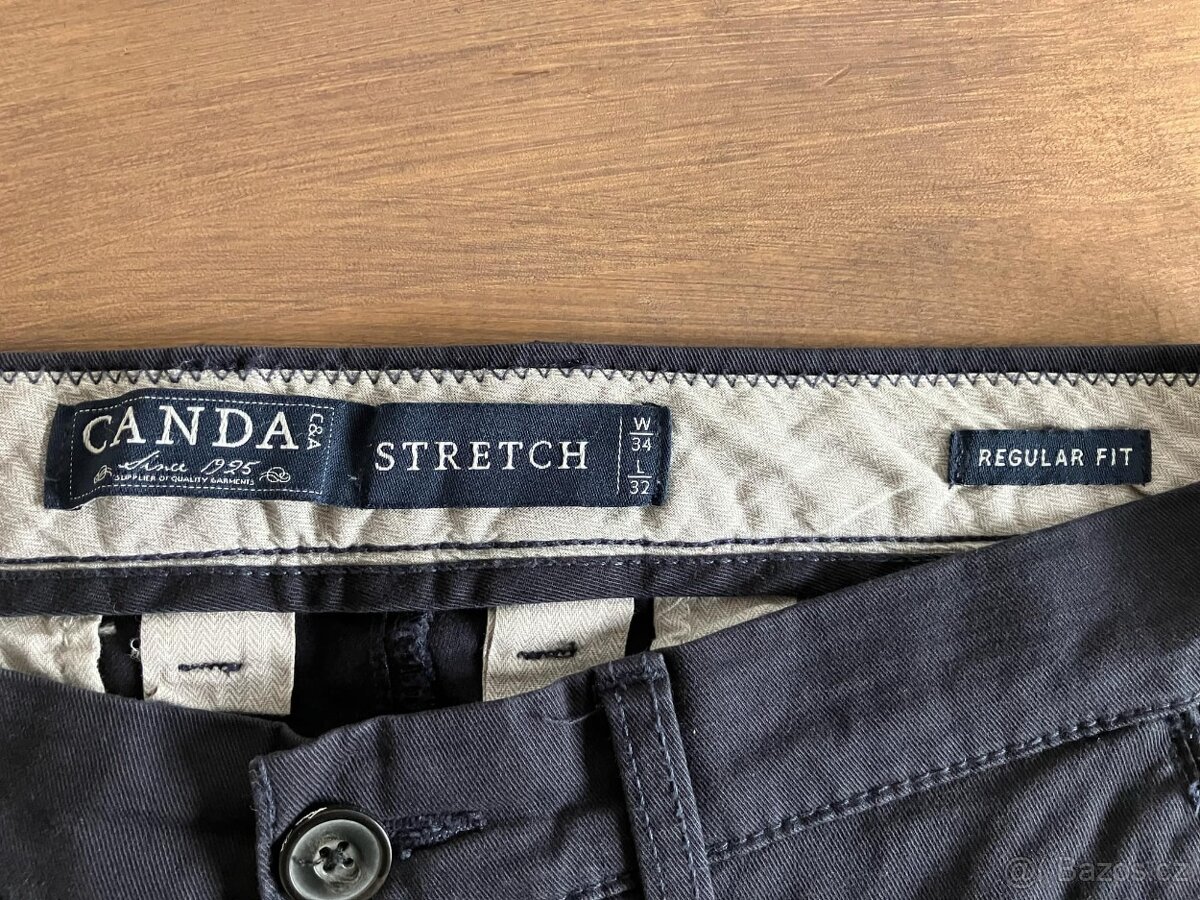 CANDA
C&A
Since 1925
SUPPLIER OF QUALITY GARMENTS
STRETCH
W
34
L
32
REGULAR FIT
@ Bazos.cz